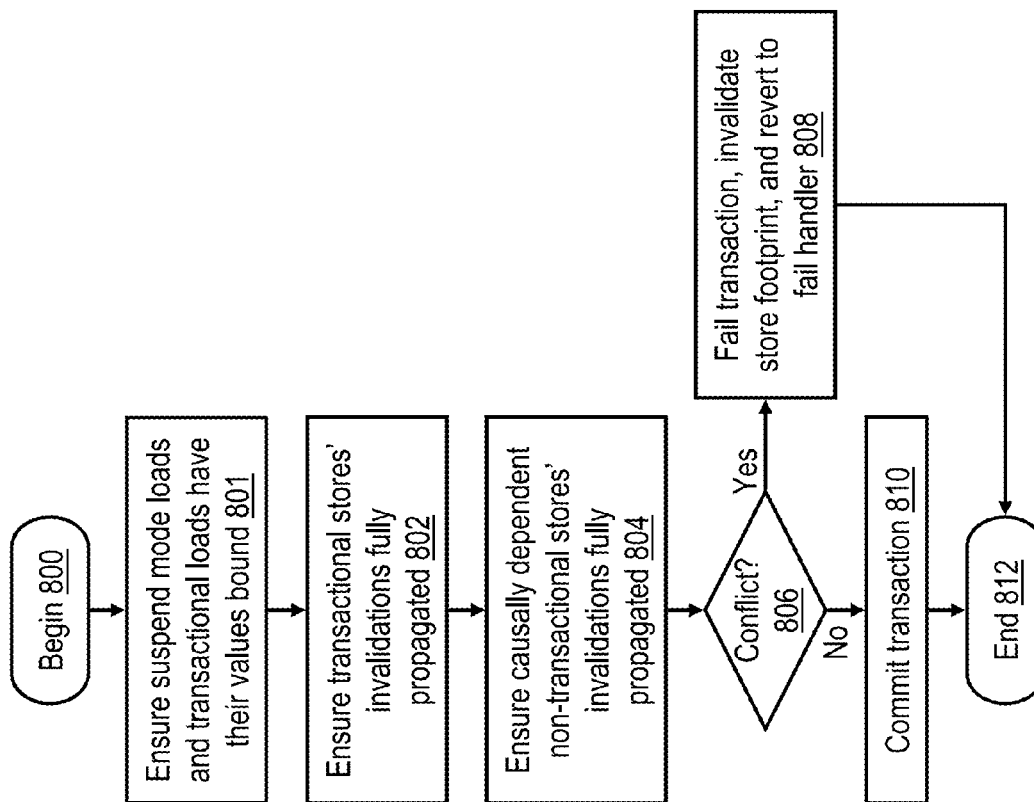 Begin 800
Ensure suspend mode loads
and transactional loads have
their values bound 801
Ensure transactional stores'
invalidations fully
propagated 802
Ensure causally dependent
non-transactional stores'
invalidations fully
propagated 804
Conflict?
806
Yes
No
Fail transaction, invalidate
store footprint, and revert to
fail handler 808
Commit transaction 810
End 812